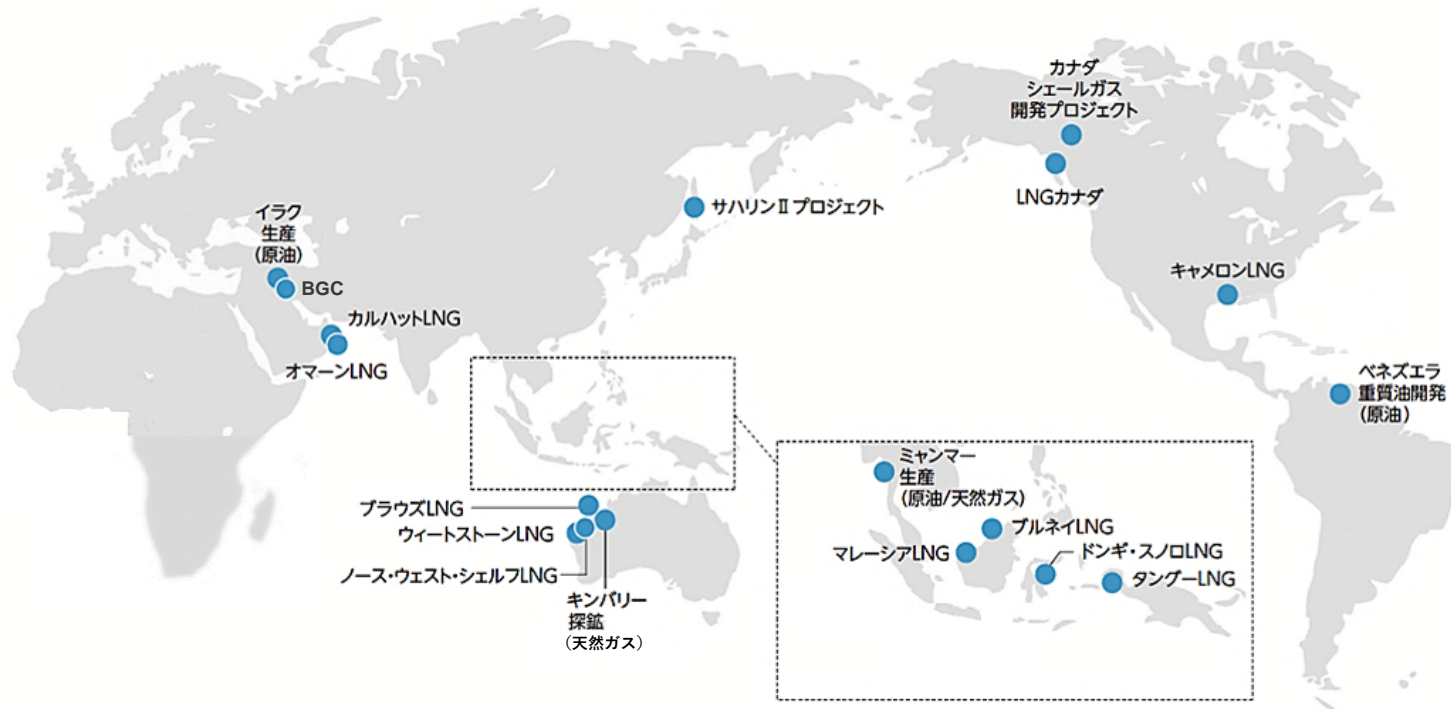 カナダ
シェールガス
開発プロジェクト
LNGカナダ
サハリンⅡプロジェクト
イラク
生産
(原油)
BGC
キャメロンLNG
カルハットLNG
オマーンLNG
ベネズエラ
重質油開発
(原油)
ブラウズLNG
ウィートストーンLNG
ノース・ウェスト・シェルフLNG
キンバリー
探鉱
(天然ガス)
ミャンマー
生産
(原油/天然ガス)
ブルネイLNG
マレーシアLNG
ドンギ・スノロLNG
タングーLNG